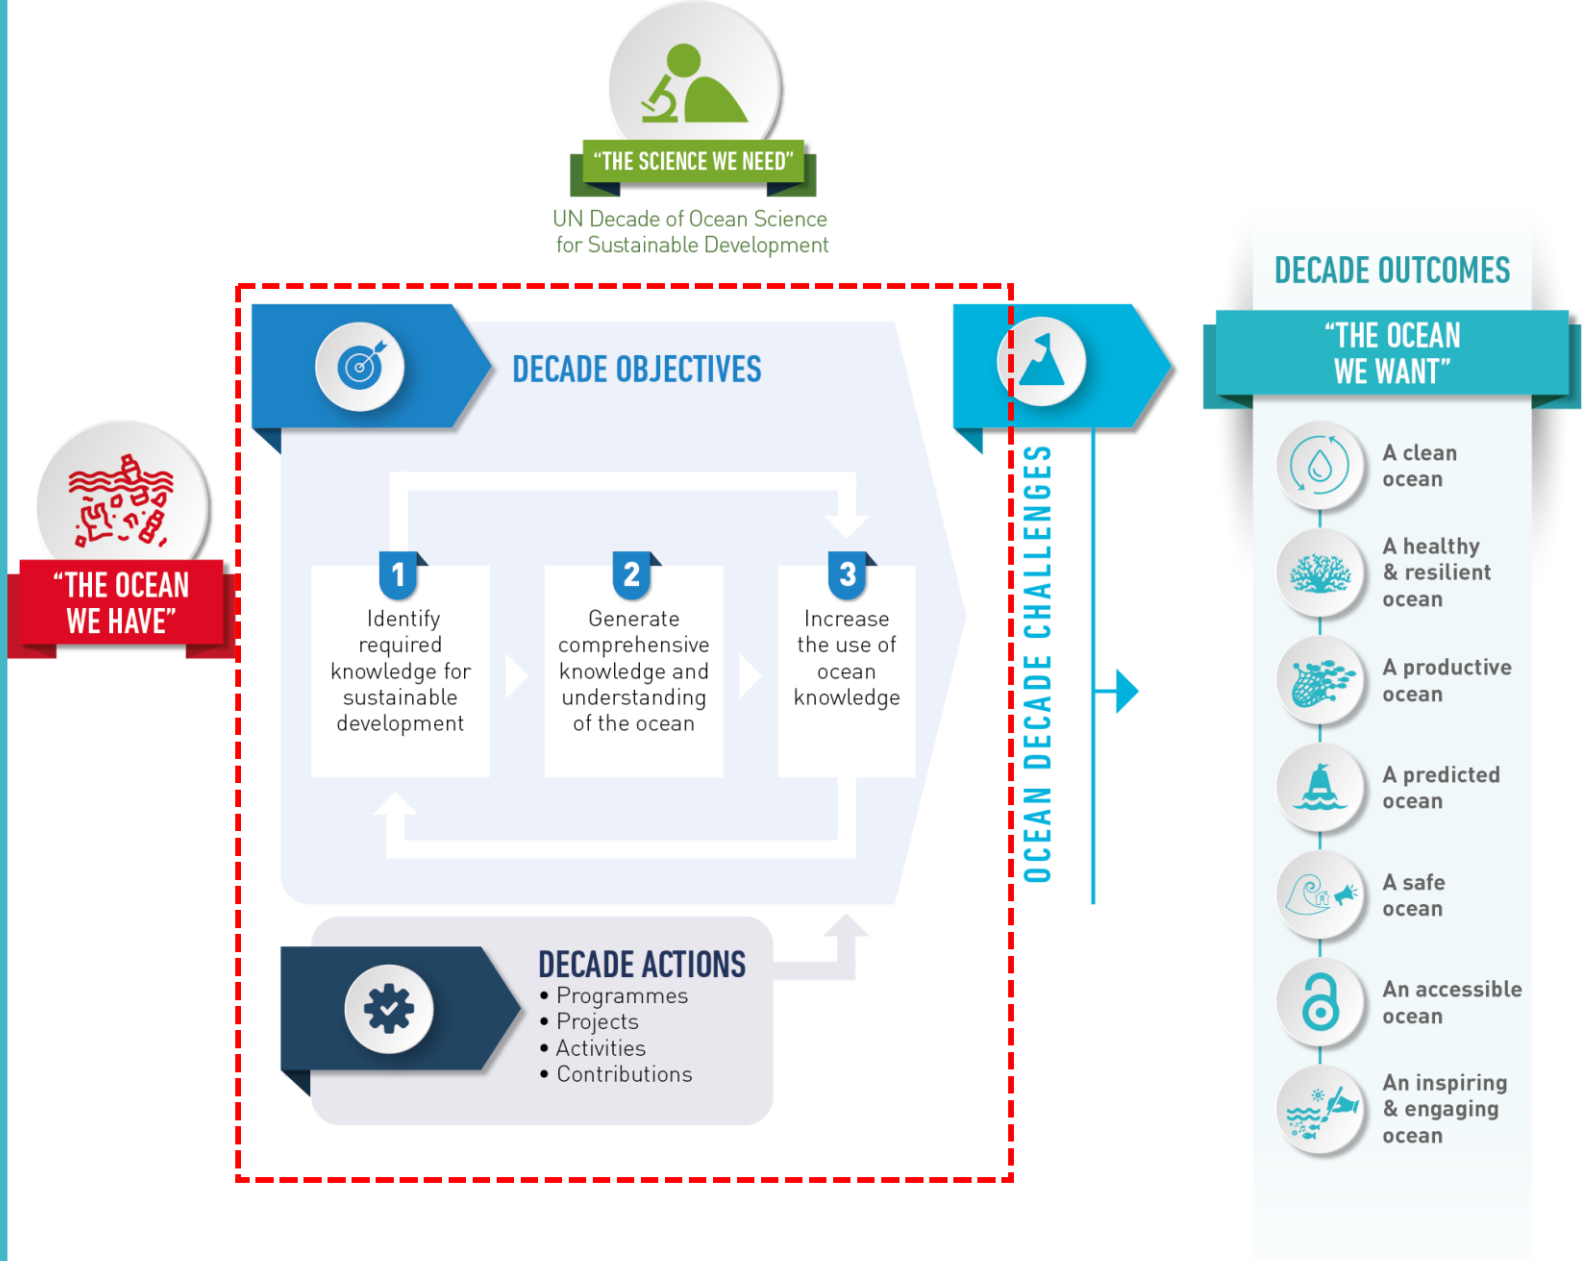 “THE SCIENCE WE NEED”
UN Decade of Ocean Science
for Sustainable Development
“THE OCEAN
WE HAVE”
DECADE OBJECTIVES
1
Identify
required
knowledge for
sustainable
development
2
Generate
comprehensive
knowledge and
understanding
of the ocean
3
Increase
the use of
ocean
knowledge
DECADE ACTIONS
• Programmes
• Projects
• Activities
• Contributions
OCEAN DECADE CHALLENGES
DECADE OUTCOMES
“THE OCEAN
WE WANT”
A clean
ocean
A healthy
& resilient
ocean
A productive
ocean
A predicted
ocean
A safe
ocean
An accessible
ocean
An inspiring
& engaging
ocean